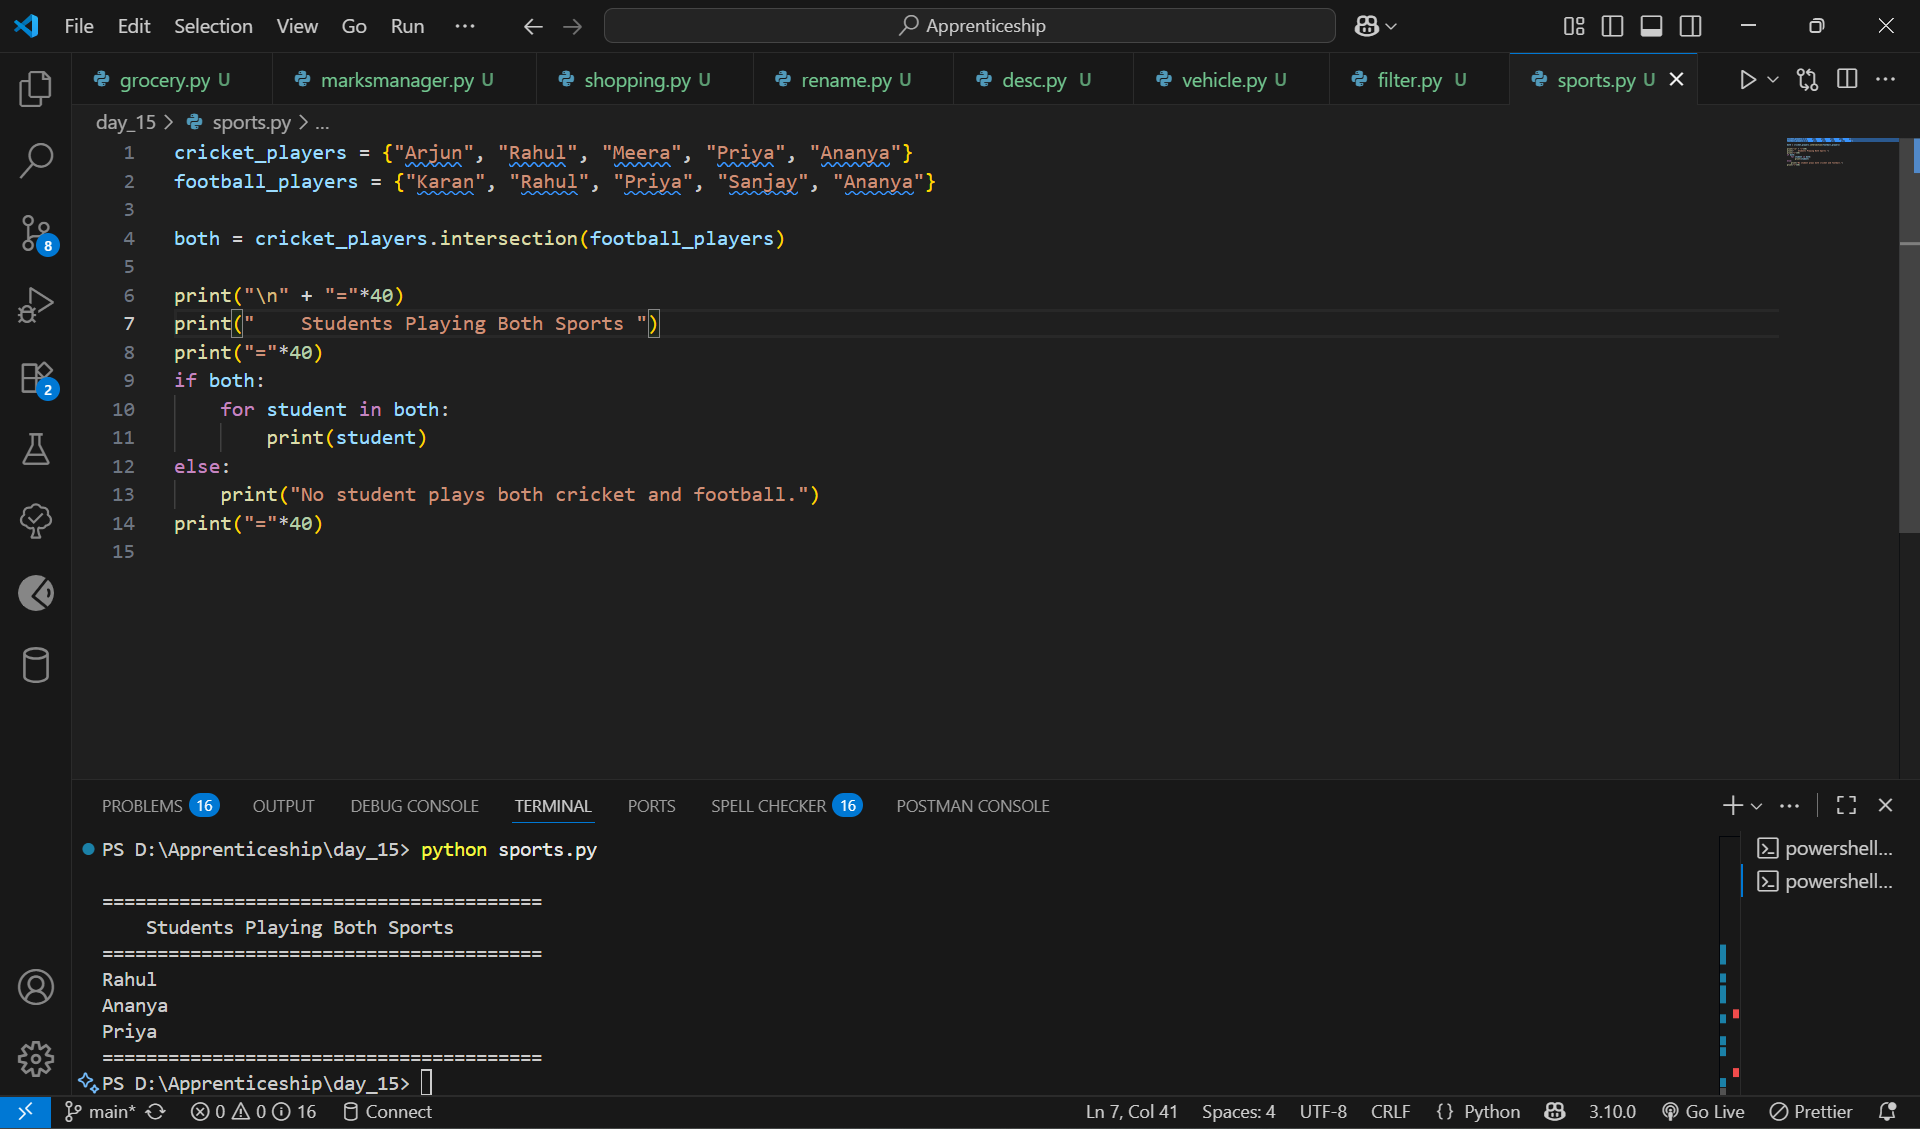 File Edit Selection View Go Run ··· Apprenticeship
grocery.py U marksmanager.py U shopping.py U rename.py U desc.py U vehicle.py U filter.py U sports.py U
day_15 > sports.py > ...
1 cricket_players = {"Arjun", "Rahul", "Meera", "Priya", "Ananya"}
2 football_players = {"Karan", "Rahul", "Priya", "Sanjay", "Ananya"}
3
4 both = cricket_players.intersection(football_players)
5
6 print("\n" + "="*40)
7 print("    Students Playing Both Sports ")
8 print("="*40)
9 if both:
10     for student in both:
11         print(student)
12 else:
13     print("No student plays both cricket and football.")
14 print("="*40)
15
PROBLEMS 16 OUTPUT DEBUG CONSOLE TERMINAL PORTS SPELL CHECKER 16 POSTMAN CONSOLE
PS D:\Apprenticeship\day_15> python sports.py
========================================
    Students Playing Both Sports
========================================
Rahul
Ananya
Priya
========================================
PS D:\Apprenticeship\day_15>
powershell...
powershell...
8
2
main* 0 0 16 Connect Ln 7, Col 41 Spaces: 4 UTF-8 CRLF {} Python 3.10.0 Go Live Prettier